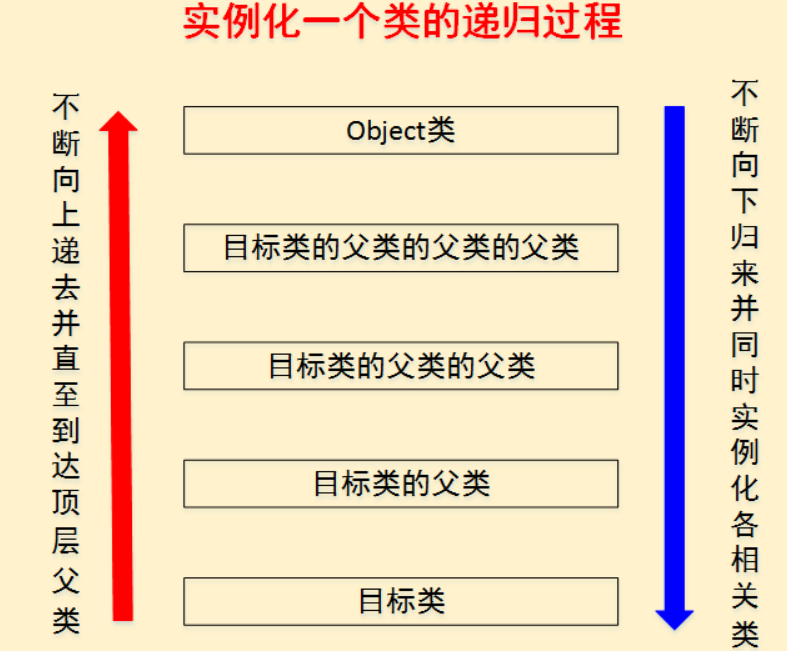 实例化一个类的递归过程
不断向上递去并直至到达顶层父类
Object类
目标类的父类的父类的父类
目标类的父类的父类
目标类的父类
目标类
不断向下归来并同时实例化各相关类